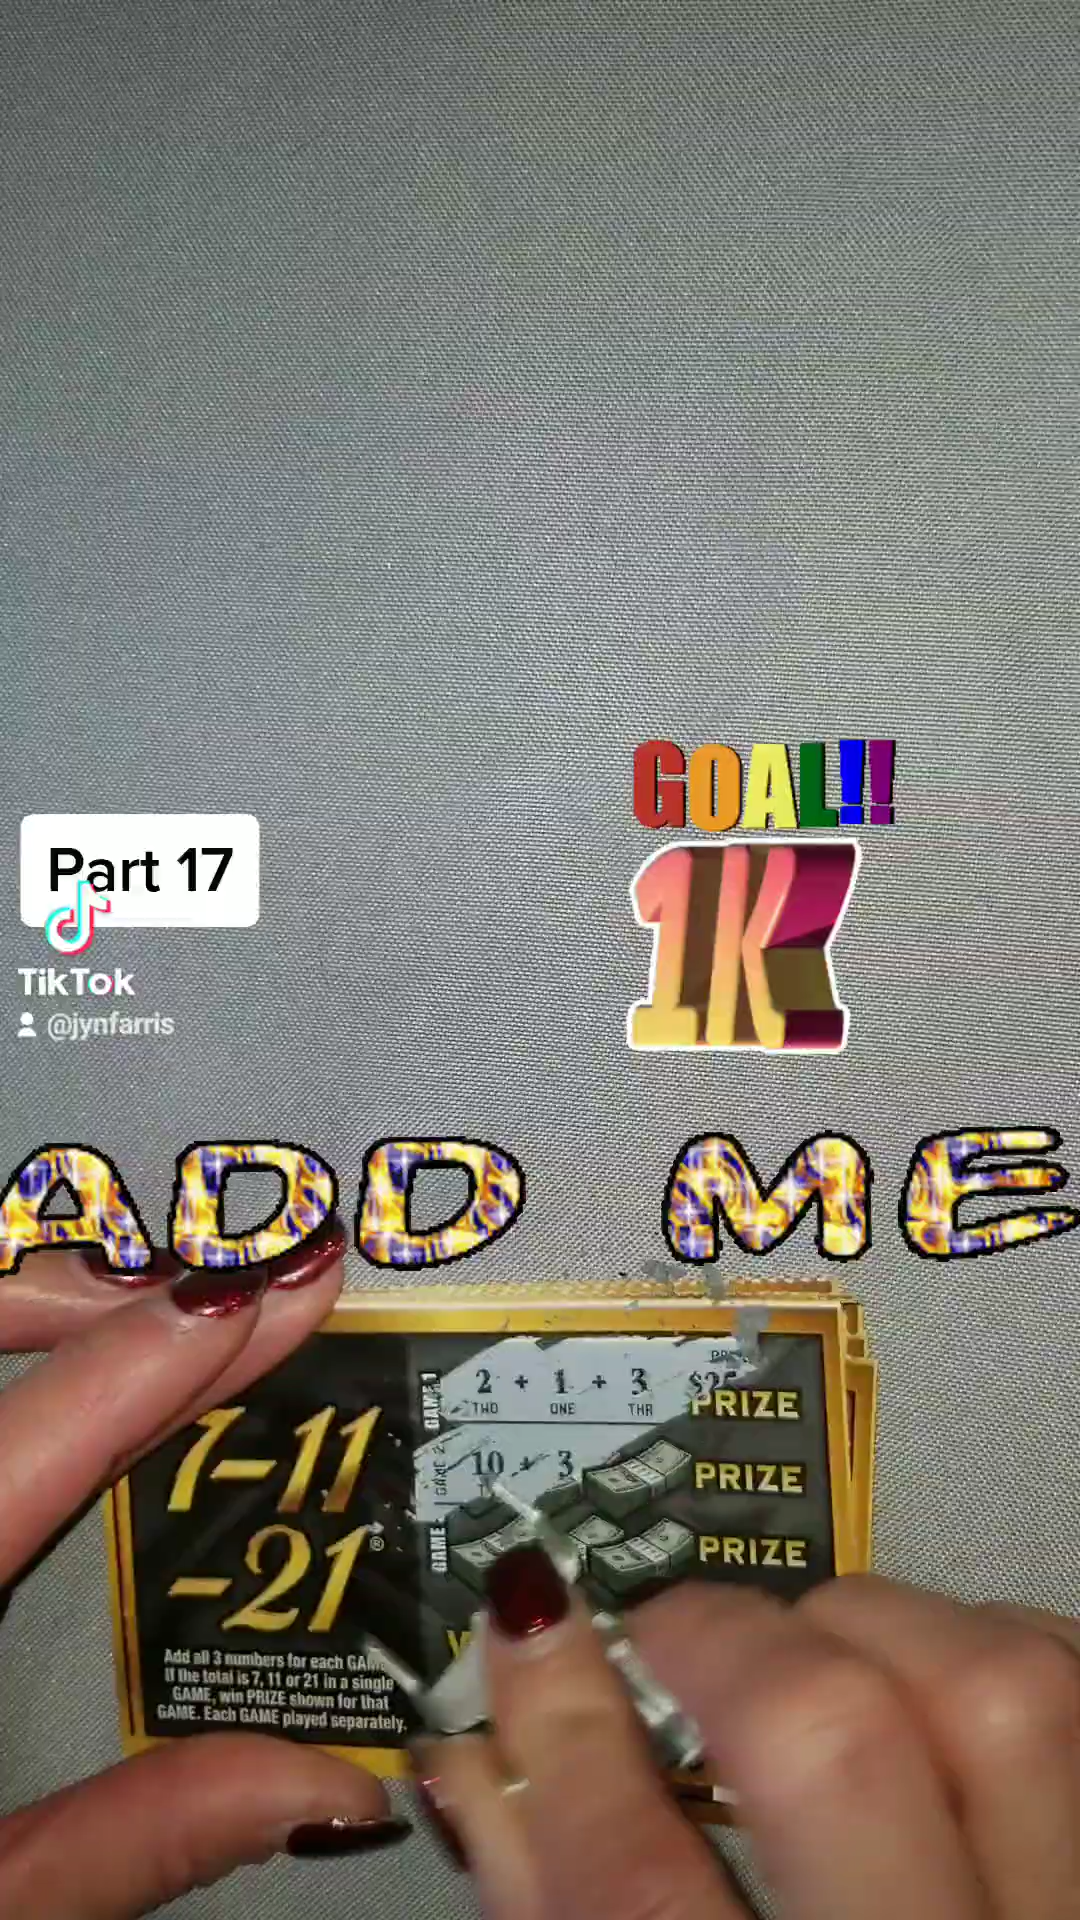 GOAL!!
1K
Part 17
TikTok
@jynfarris
ADD ME
7-11
-21®
Add all 3 numbers for each
If the total is 7, 11 or 21 in a single
GAME, win PRIZE shown for that
GAME. Each GAME played separately.
GAME 1
2 + 1 + 3
TWO ONE THR
PRIZE
GAME 2
10 + 3
PRIZE
GAME
PRIZE